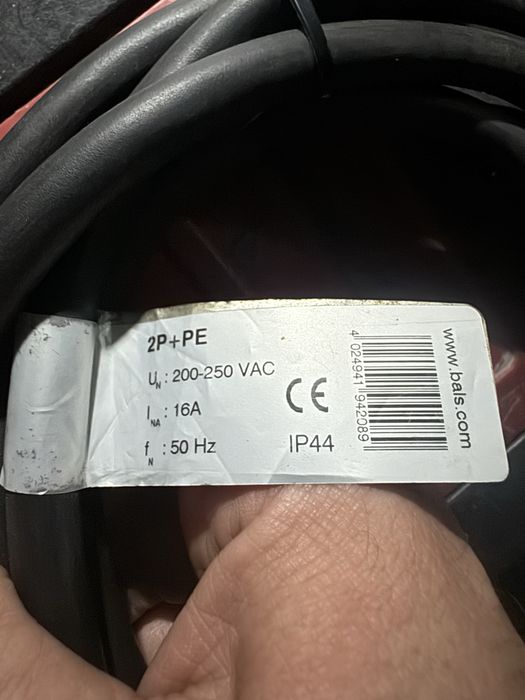 2P+PE
UN: 200-250 VAC
INA: 16A
fN: 50 Hz
CE
IP44
4 024941 942089
www.bals.com